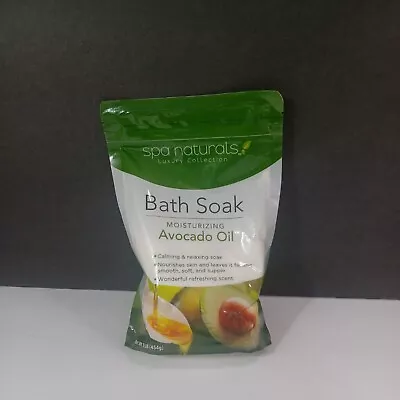 spa naturals
Luxury Collection
Bath Soak
MOISTURIZING
Avocado Oil
• Calming & relaxing soak
• Nourishes skin and leaves it feeling
smooth, soft, and supple
• Wonderful refreshing scent
(454g)